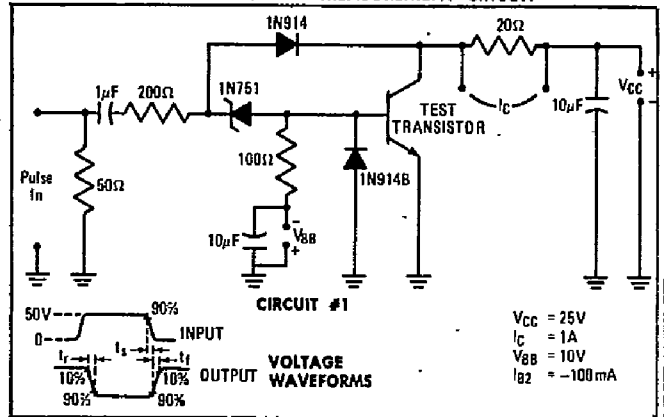 1N914
20Ω
1μF
200Ω
1N751
TEST
TRANSISTOR
I_C
10μF
V_CC
+
-
Pulse
In
50Ω
100Ω
1N914B
10μF
-
V_BB
+
CIRCUIT #1
50V
0
90%
INPUT
t_r
t_s
t_f
10%
10%
OUTPUT
90%
90%
VOLTAGE
WAVEFORMS
V_CC = 25V
I_C = 1A
V_BB = 10V
I_B2 = -100mA